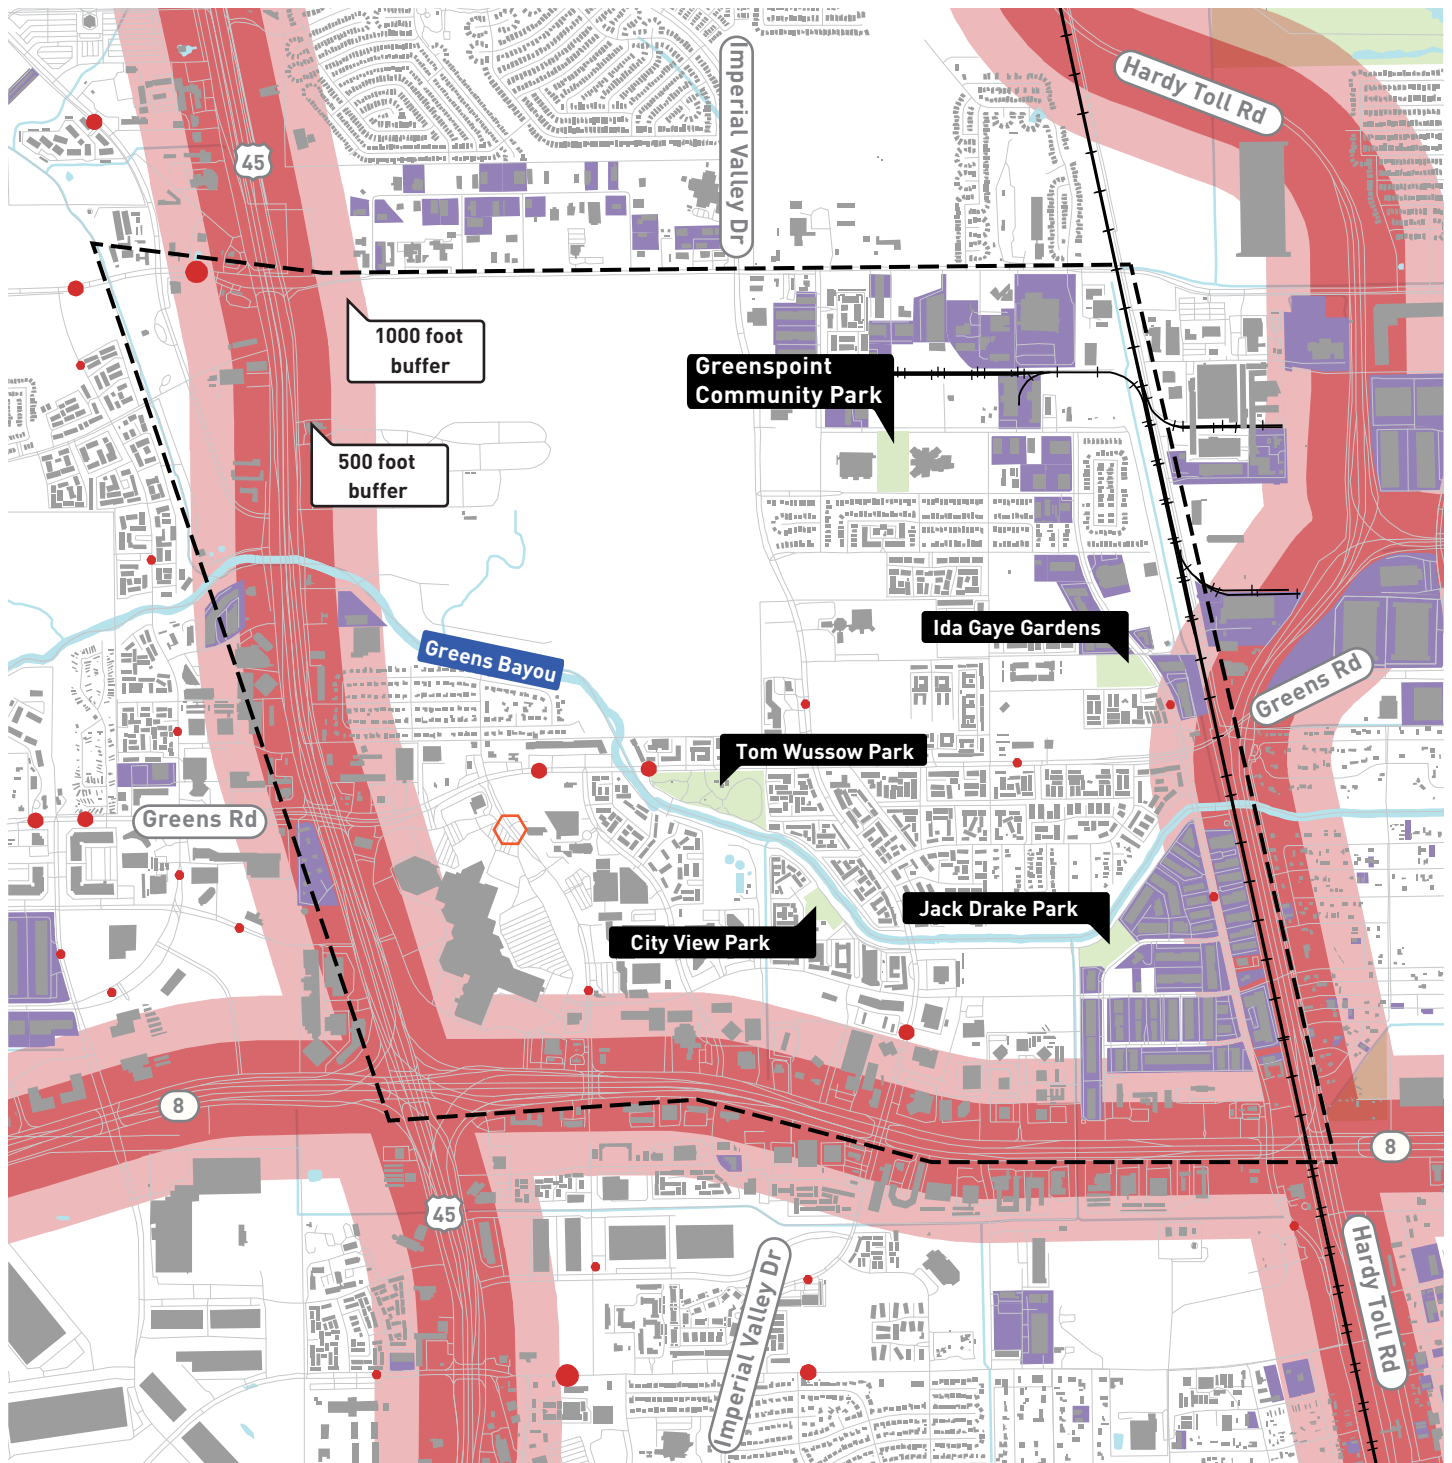 Imperial Valley Dr
Hardy Toll Rd
45
1000 foot
buffer
Greenspoint
Community Park
500 foot
buffer
Ida Gaye Gardens
Greens Bayou
Greens Rd
Tom Wussow Park
Greens Rd
Jack Drake Park
City View Park
8
8
45
Imperial Valley Dr
Hardy Toll Rd